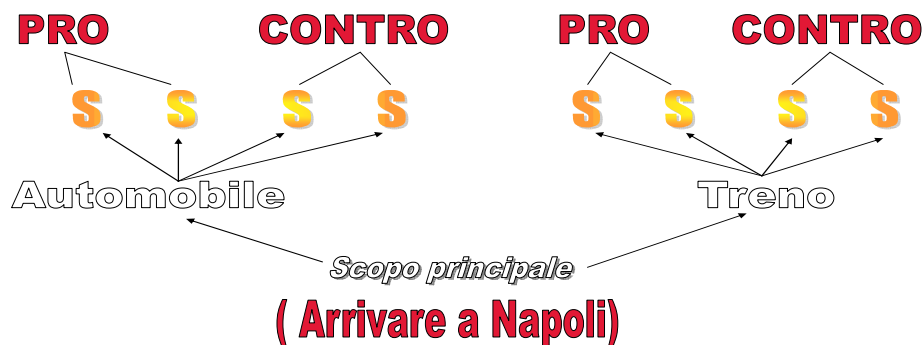 PRO CONTRO PRO CONTRO
S S S S S S S S
Automobile Treno
Scopo principale
( Arrivare a Napoli)